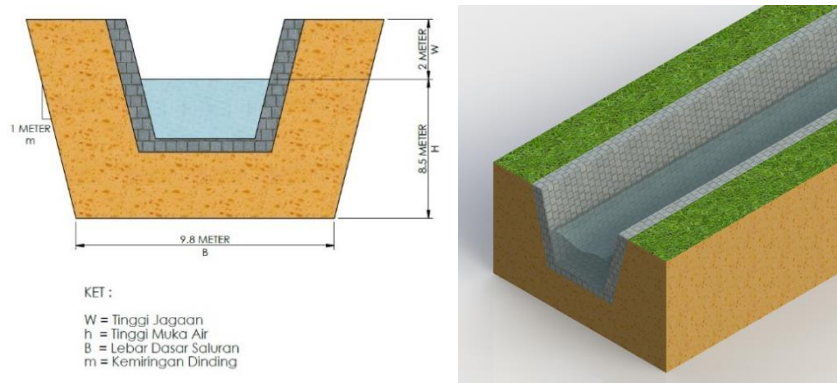 2 METER
W
1 METER
m
8.5 METER
H
9.8 METER
B
KET :
W = Tinggi Jagaan
h = Tinggi Muka Air
B = Lebar Dasar Saluran
m = Kemiringan Dinding